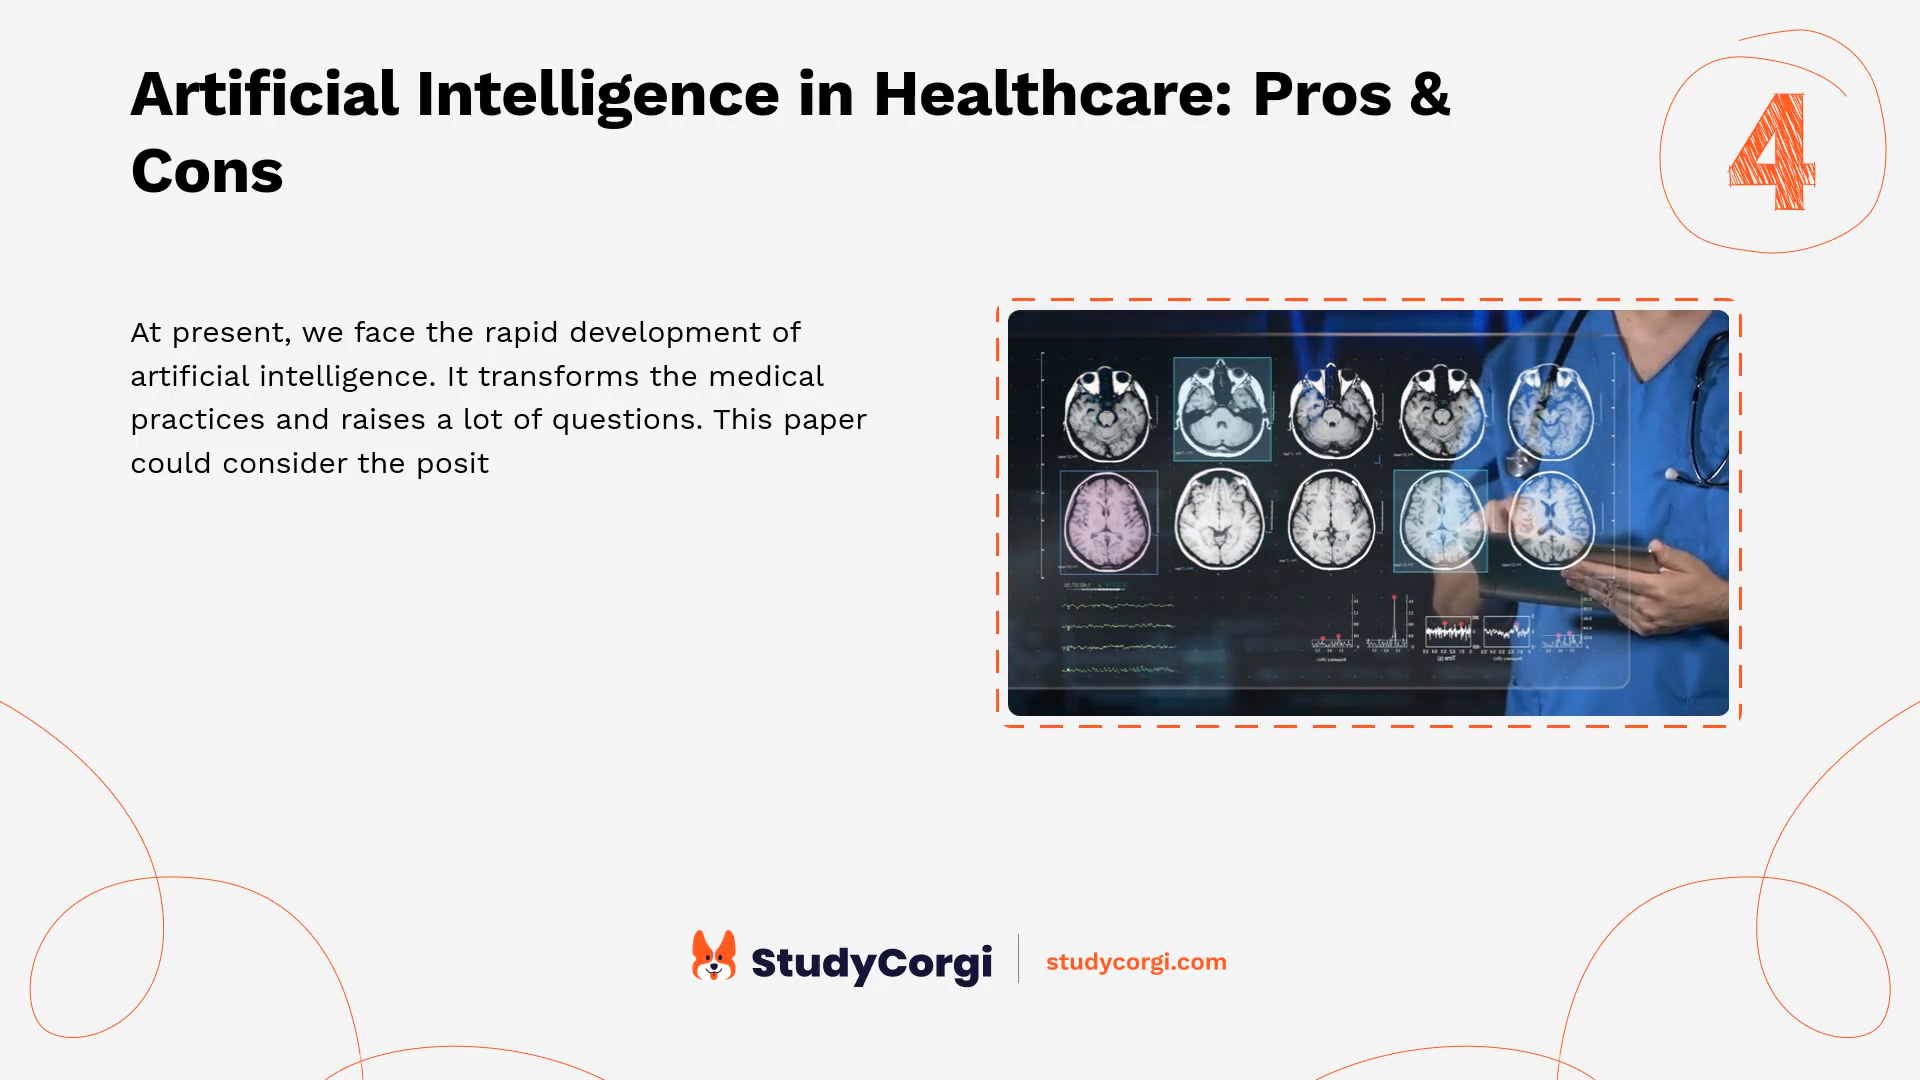 Artificial Intelligence in Healthcare: Pros &
Cons
4
At present, we face the rapid development of
artificial intelligence. It transforms the medical
practices and raises a lot of questions. This paper
could consider the posit
StudyCorgi
studycorgi.com